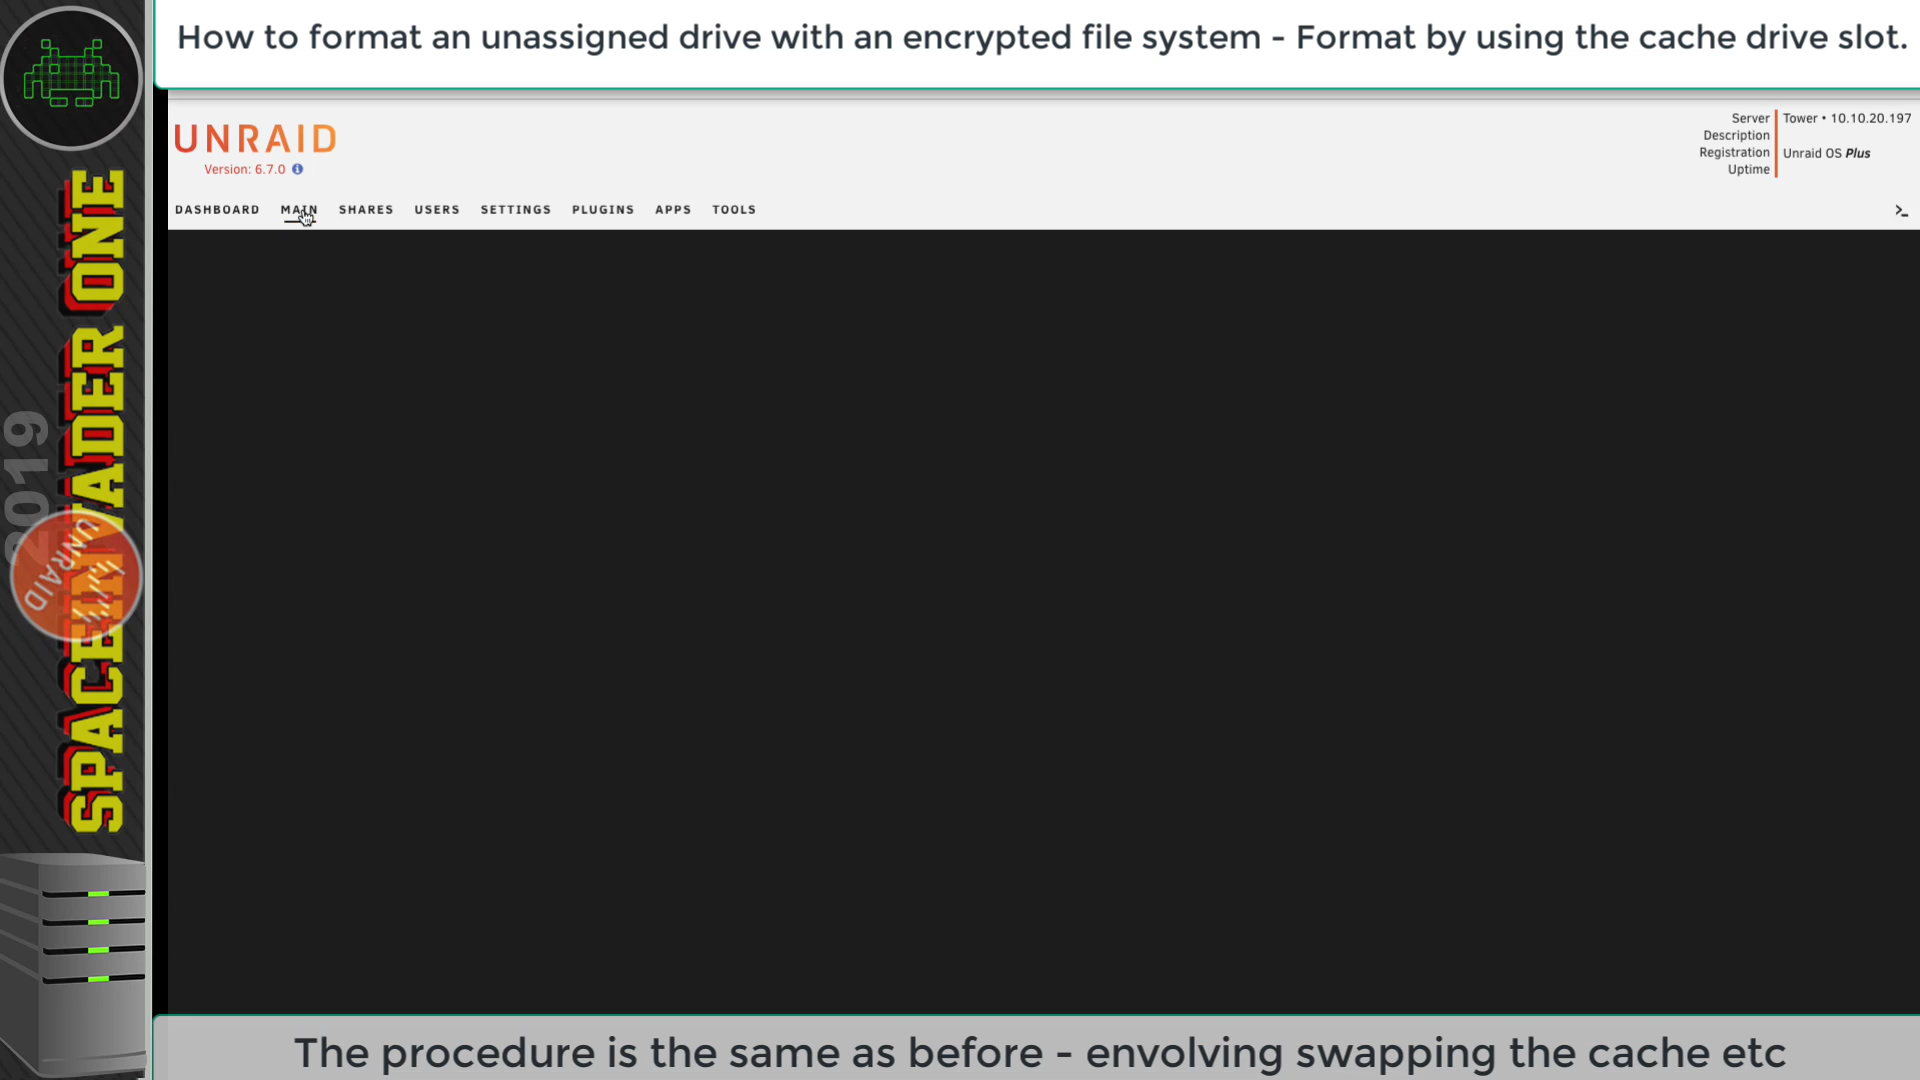 How to format an unassigned drive with an encrypted file system - Format by using the cache drive slot.
UNRAID
Version: 6.7.0
Server
Description
Registration
Uptime
Tower • 10.10.20.197
Unraid OS Plus
DASHBOARD MAIN SHARES USERS SETTINGS PLUGINS APPS TOOLS
>_
2019
SPACEINVADER ONE
UNRAID
The procedure is the same as before - envolving swapping the cache etc